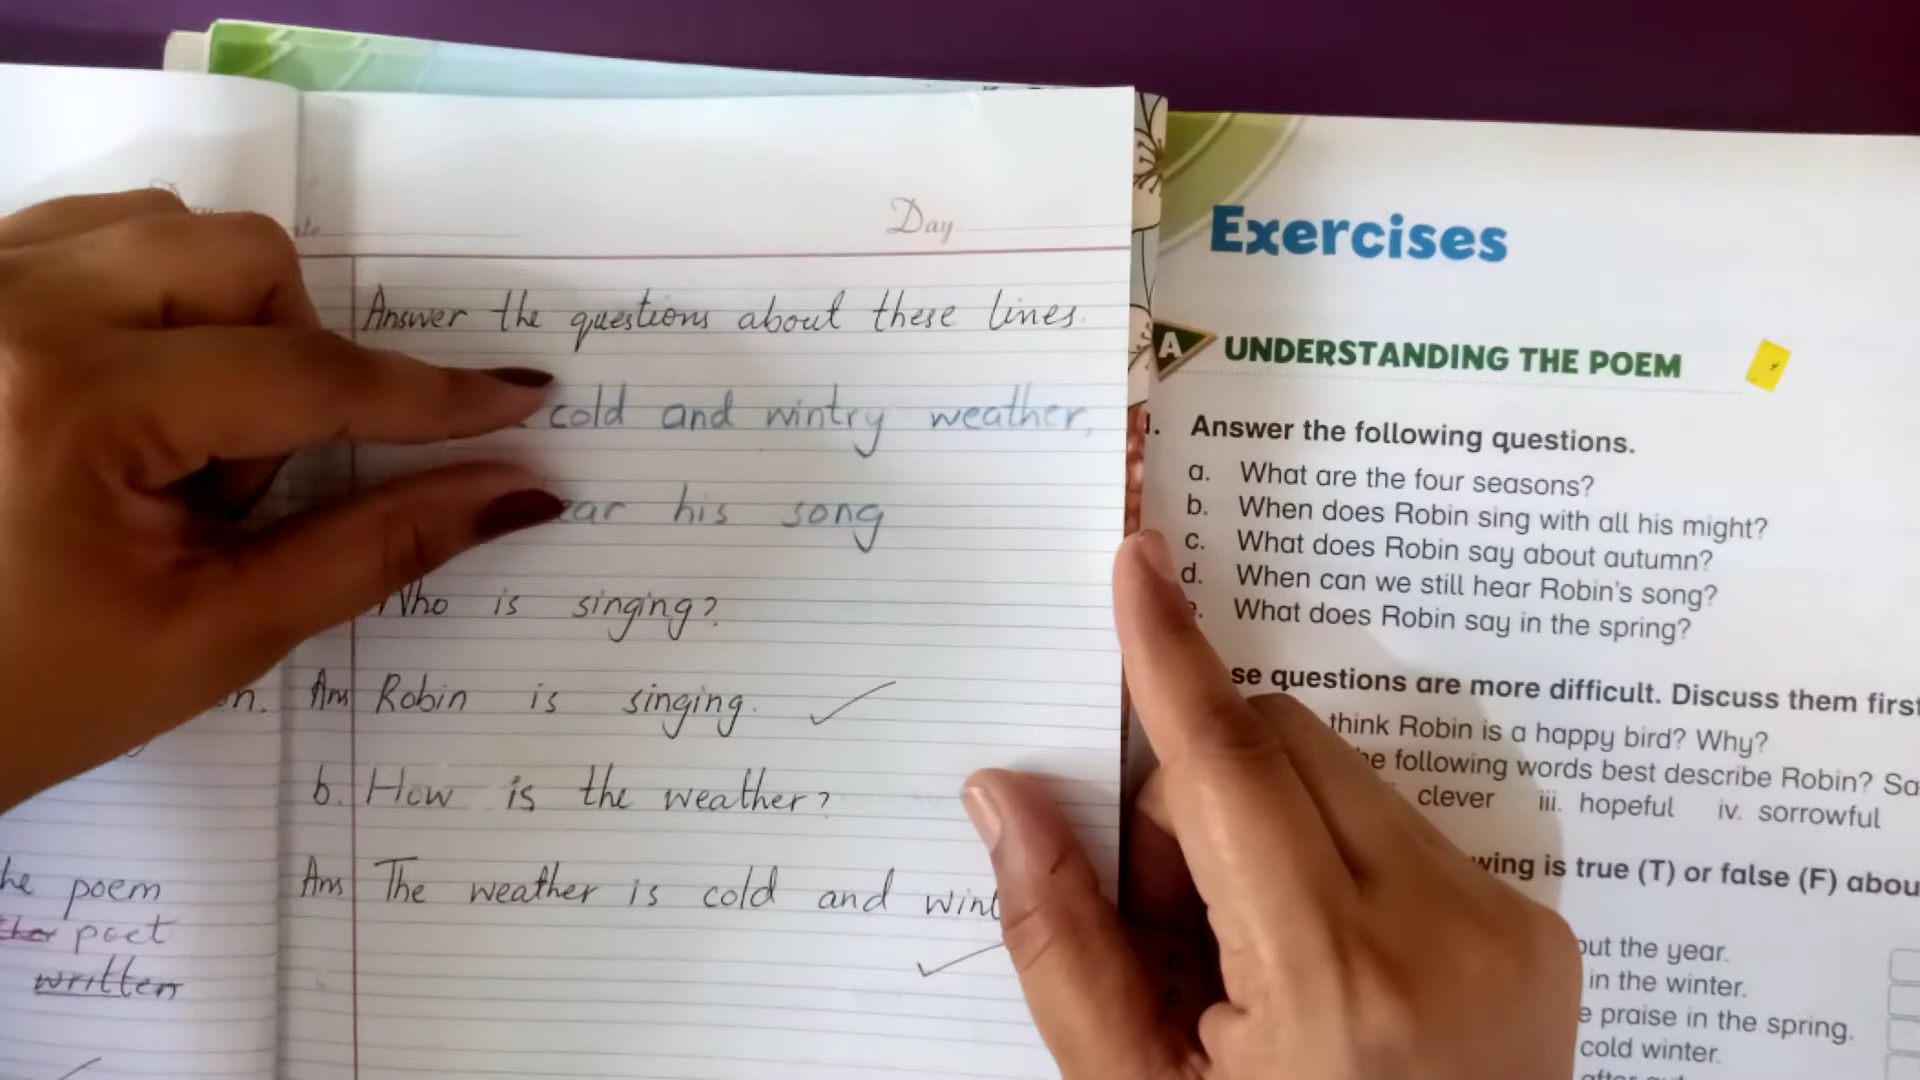 Day
Answer the questions about these lines.
cold and wintry weather,
his song
Who is singing?
Ans Robin is singing.
b. How is the weather?
Ans The weather is cold and
he poem
poet
written
Exercises
A UNDERSTANDING THE POEM
1. Answer the following questions.
a. What are the four seasons?
b. When does Robin sing with all his might?
c. What does Robin say about autumn?
d. When can we still hear Robin's song?
e. What does Robin say in the spring?
se questions are more difficult. Discuss them first
think Robin is a happy bird? Why?
he following words best describe Robin? Sa
clever iii. hopeful iv. sorrowful
wing is true (T) or false (F) abou
out the year.
in the winter.
e praise in the spring.
cold winter.